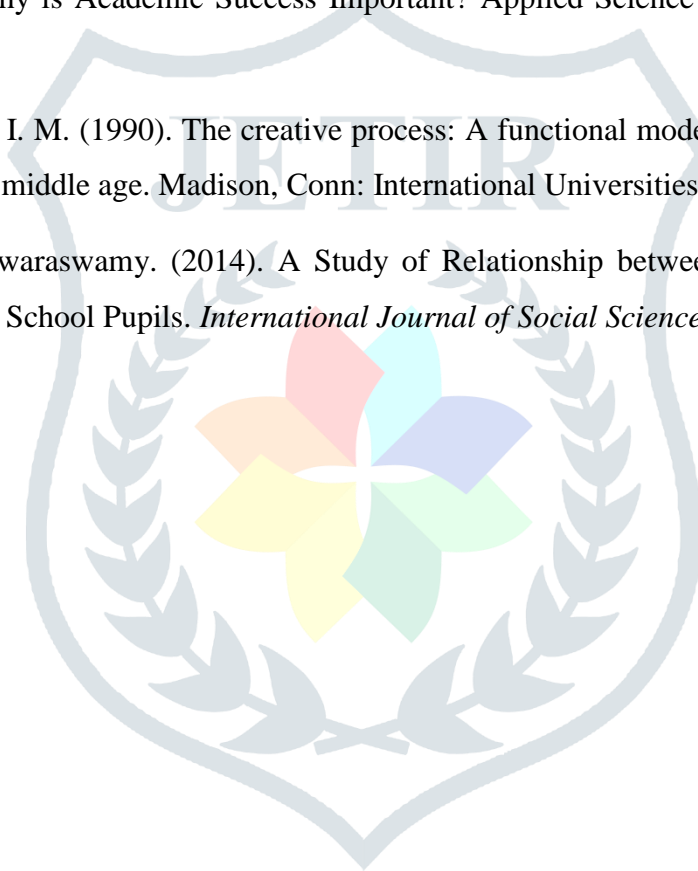 ny is Academic Success Important? Applied Science
I. M. (1990). The creative process: A functional mode
middle age. Madison, Conn: International Universities
waraswamy. (2014). A Study of Relationship betwee
School Pupils. International Journal of Social Science
JETIR